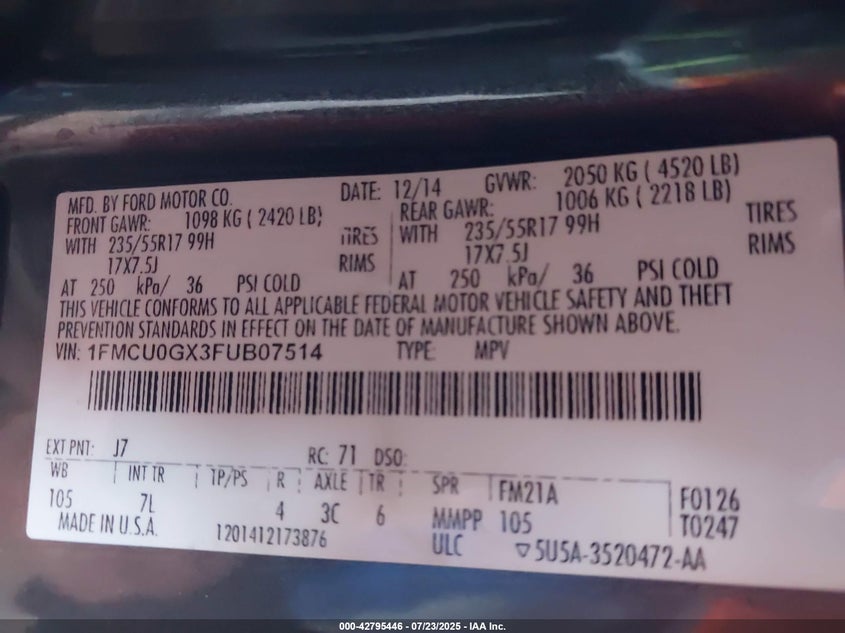 MFD. BY FORD MOTOR CO. DATE: 12/14 GVWR: 2050 KG ( 4520 LB)
FRONT GAWR: 1098 KG ( 2420 LB) REAR GAWR: 1006 KG ( 2218 LB)
WITH 235/55R17 99H TIRES WITH 235/55R17 99H TIRES
17X7.5J RIMS 17X7.5J RIMS
AT 250 kPa/ 36 PSI COLD AT 250 kPa/ 36 PSI COLD
THIS VEHICLE CONFORMS TO ALL APPLICABLE FEDERAL MOTOR VEHICLE SAFETY AND THEFT
PREVENTION STANDARDS IN EFFECT ON THE DATE OF MANUFACTURE SHOWN ABOVE.
VIN: 1FMCU0GX3FUB07514 TYPE: MPV
EXT PNT: J7 RC: 71 DSO:
WB INT TR TP/PS R AXLE TR SPR FM21A F0126
105 7L 4 3C 6 MMPP 105 T0247
MADE IN U.S.A. 1201412173876 ULC ▽5U5A-3520472-AA
000-42795446 - 07/23/2025 - IAA Inc.